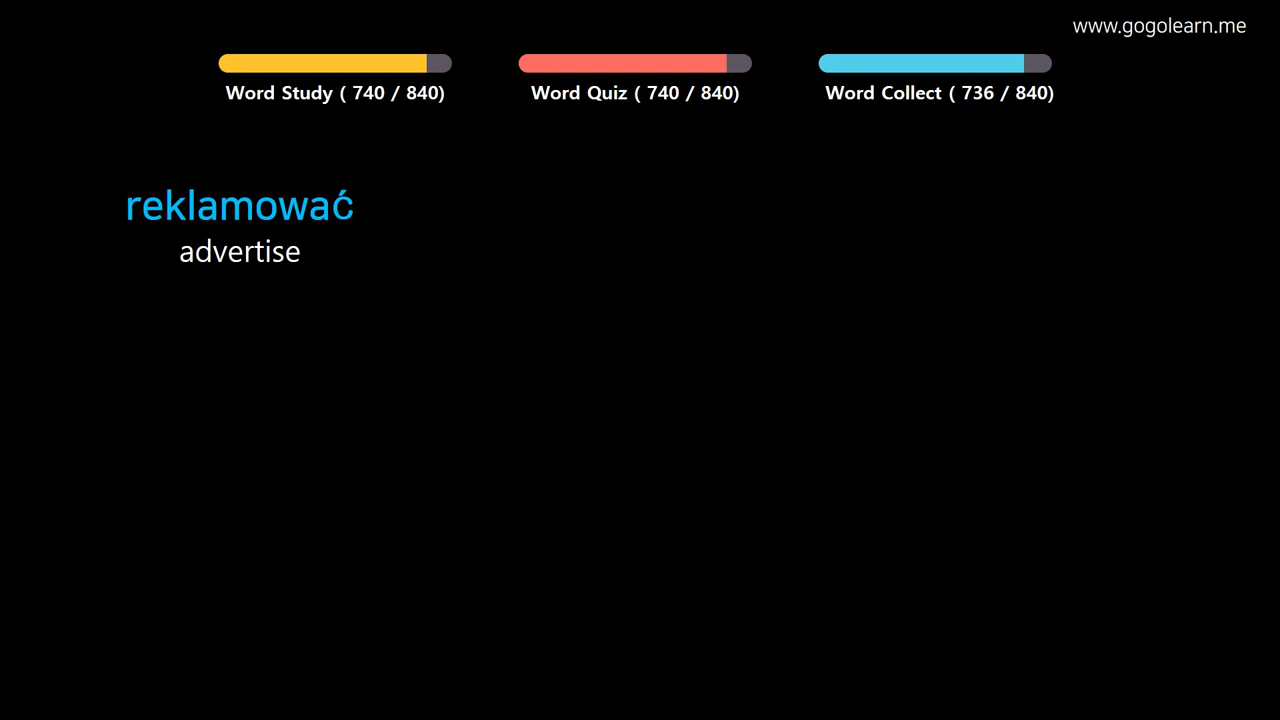 www.gogolearn.me
Word Study ( 740 / 840)
Word Quiz ( 740 / 840)
Word Collect ( 736 / 840)
reklamować
advertise